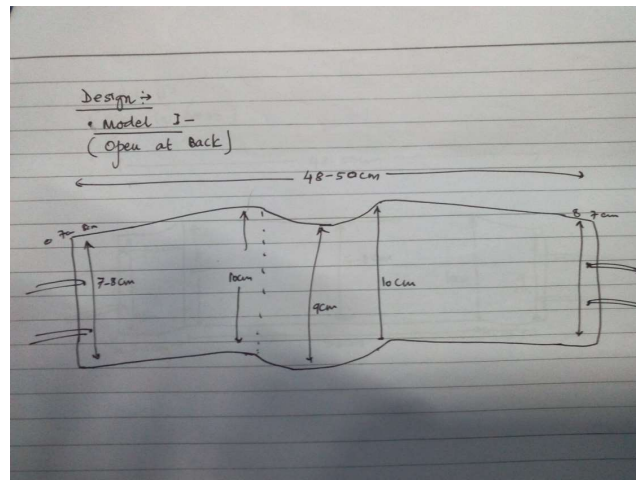 Design :-
• Model I-
(Open at Back)
48-50cm
7cm
7-8cm
10cm
9cm
10cm